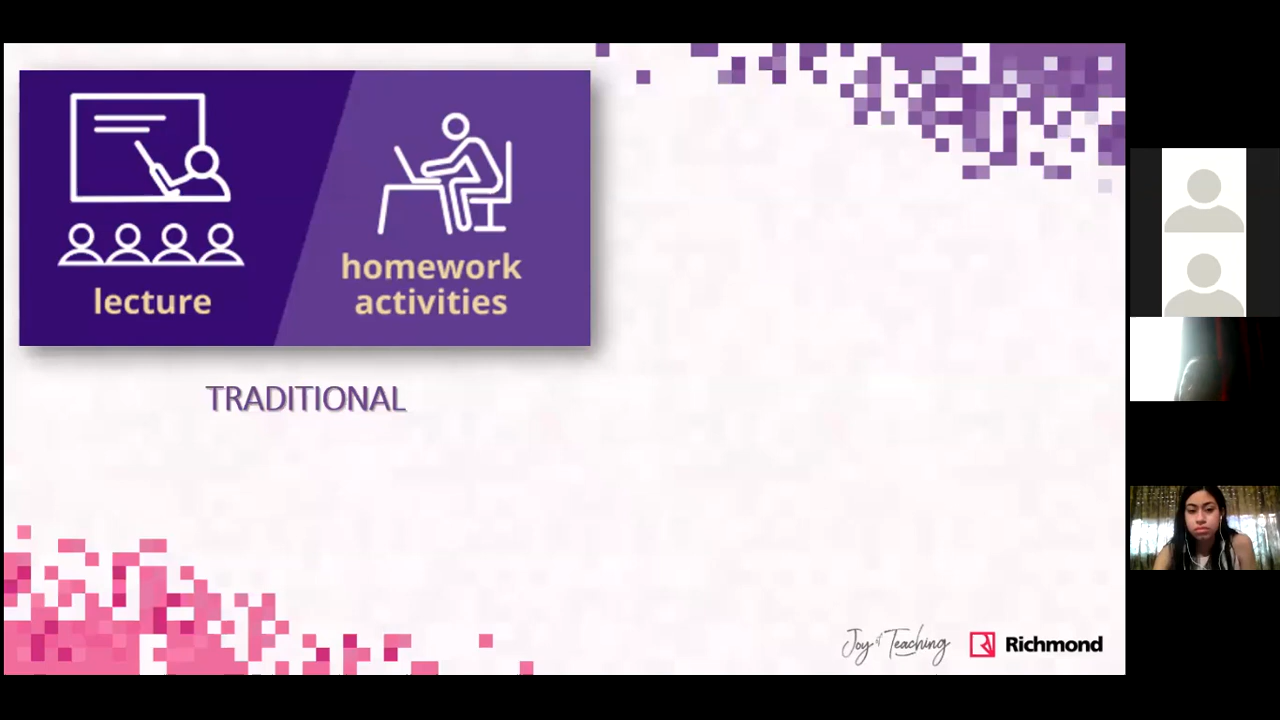 lecture
homework
activities
TRADITIONAL
Joy of Teaching
Richmond